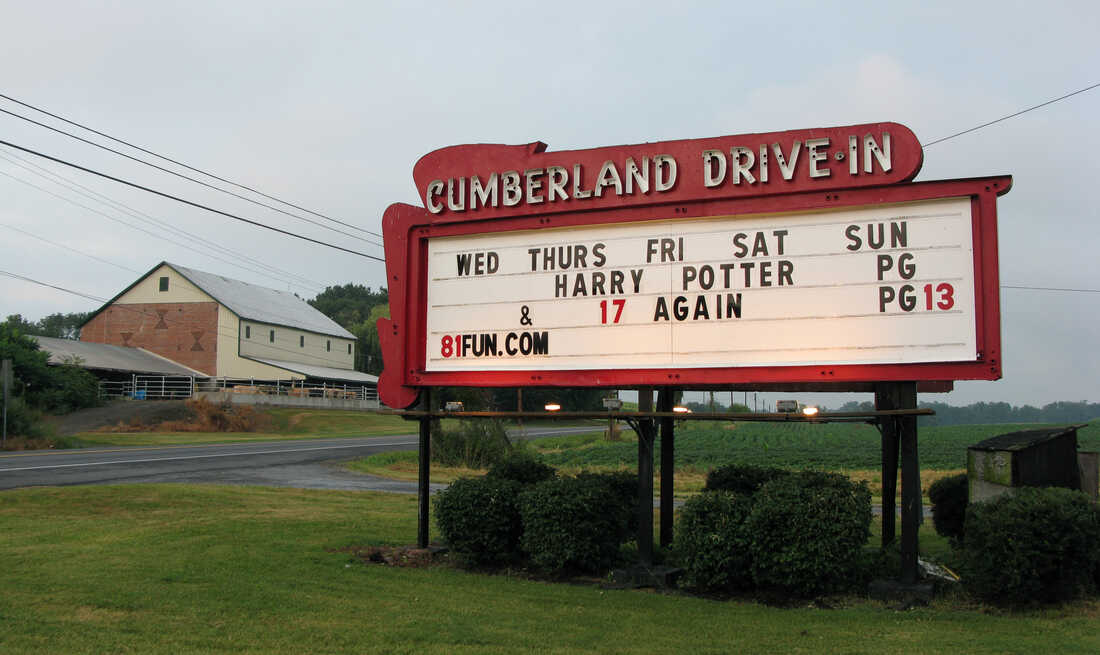 CUMBERLAND DRIVE-IN
WED THURS FRI SAT SUN
HARRY POTTER PG
& 17 AGAIN PG13
81FUN.COM